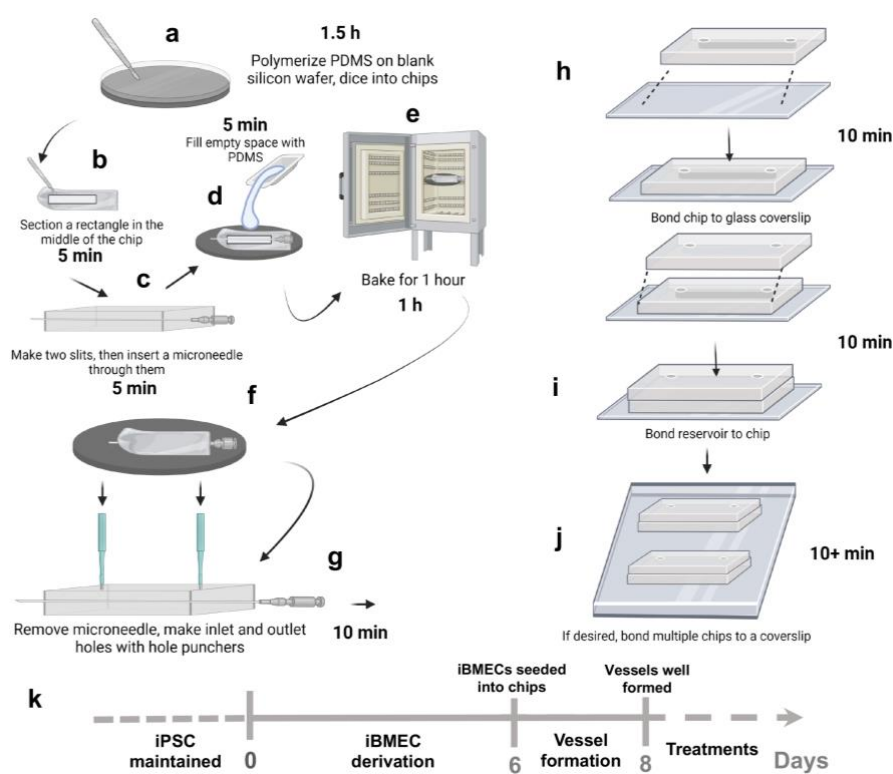 a
1.5 h
Polymerize PDMS on blank
silicon wafer, dice into chips
b
Section a rectangle in the
middle of the chip
5 min
c
Make two slits, then insert a microneedle
through them
5 min
5 min
Fill empty space with
PDMS
d
e
Bake for 1 hour
1 h
f
g
Remove microneedle, make inlet and outlet
holes with hole punchers
10 min
h
10 min
Bond chip to glass coverslip
10 min
i
Bond reservoir to chip
j
10+ min
If desired, bond multiple chips to a coverslip
k
iBMECs seeded
into chips
Vessels well
formed
iPSC
maintained
0
iBMEC
derivation
6
Vessel
formation
8
Treatments
Days